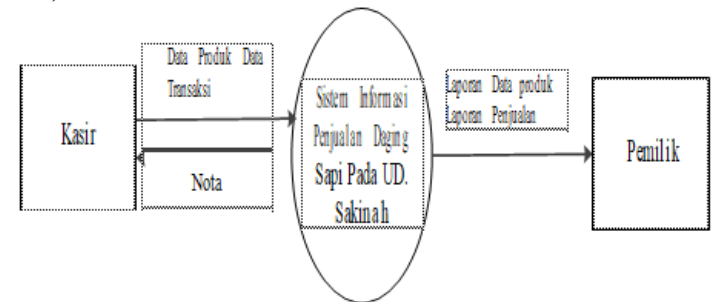 Kasir
Data Produk Data
Transaksi
Nota
Sistem Informasi
Penjualan Daging
Sapi Pada UD.
Sakinah
Laporan Data produk
Laporan Penjualan
Pemilik